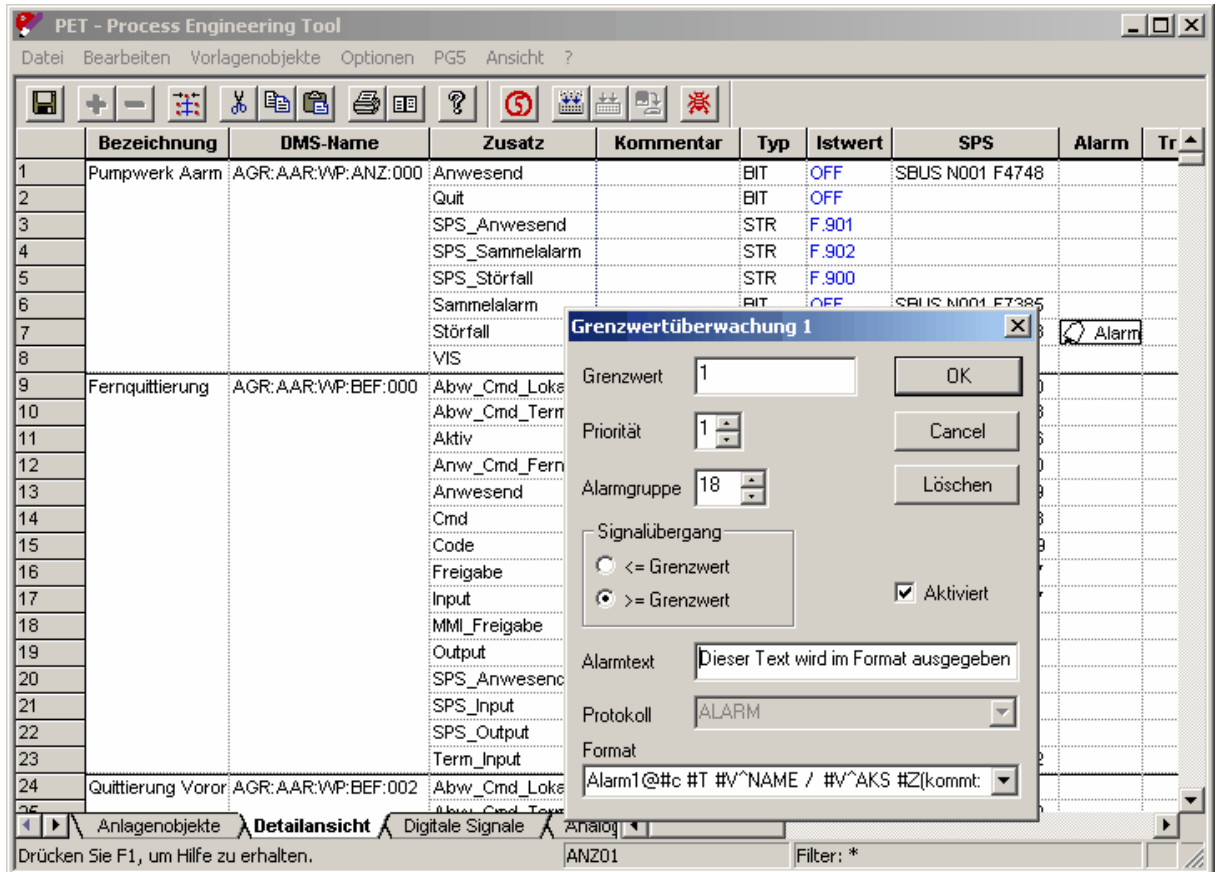 PET - Process Engineering Tool
Datei Bearbeiten Vorlagenobjekte Optionen PG5 Ansicht ?
Bezeichnung DMS-Name Zusatz Kommentar Typ Istwert SPS Alarm Tr
1 Pumpwerk Aarm AGR:AAR:WP:ANZ:000 Anwesend BIT OFF SBUS N001 F4748
2 Quit BIT OFF
3 SPS_Anwesend STR F.901
4 SPS_Sammelalarm STR F.902
5 SPS_Störfall STR F.900
6 Sammelalarm BIT OFF SBUS N001 F7385
7 Störfall Alarm
8 VIS
9 Fernquittierung AGR:AAR:WP:BEF:000 Abw_Cmd_Loka
10 Abw_Cmd_Term
11 Aktiv
12 Anw_Cmd_Fern
13 Anwesend
14 Cmd
15 Code
16 Freigabe
17 Input
18 MMI_Freigabe
19 Output
20 SPS_Anwesend
21 SPS_Input
22 SPS_Output
23 Term_Input
24 Quittierung Voror AGR:AAR:WP:BEF:002 Abw_Cmd_Loka
Grenzwertüberwachung 1
Grenzwert 1 OK
Priorität 1 Cancel
Alarmgruppe 18 Löschen
Signalübergang
<= Grenzwert
>= Grenzwert Aktiviert
Alarmtext Dieser Text wird im Format ausgegeben
Protokoll ALARM
Format
Alarm1@#c #T #V^NAME / #V^AKS #Z(kommt:
Anlagenobjekte Detailansicht Digitale Signale Analog
Drücken Sie F1, um Hilfe zu erhalten. ANZ01 Filter: *